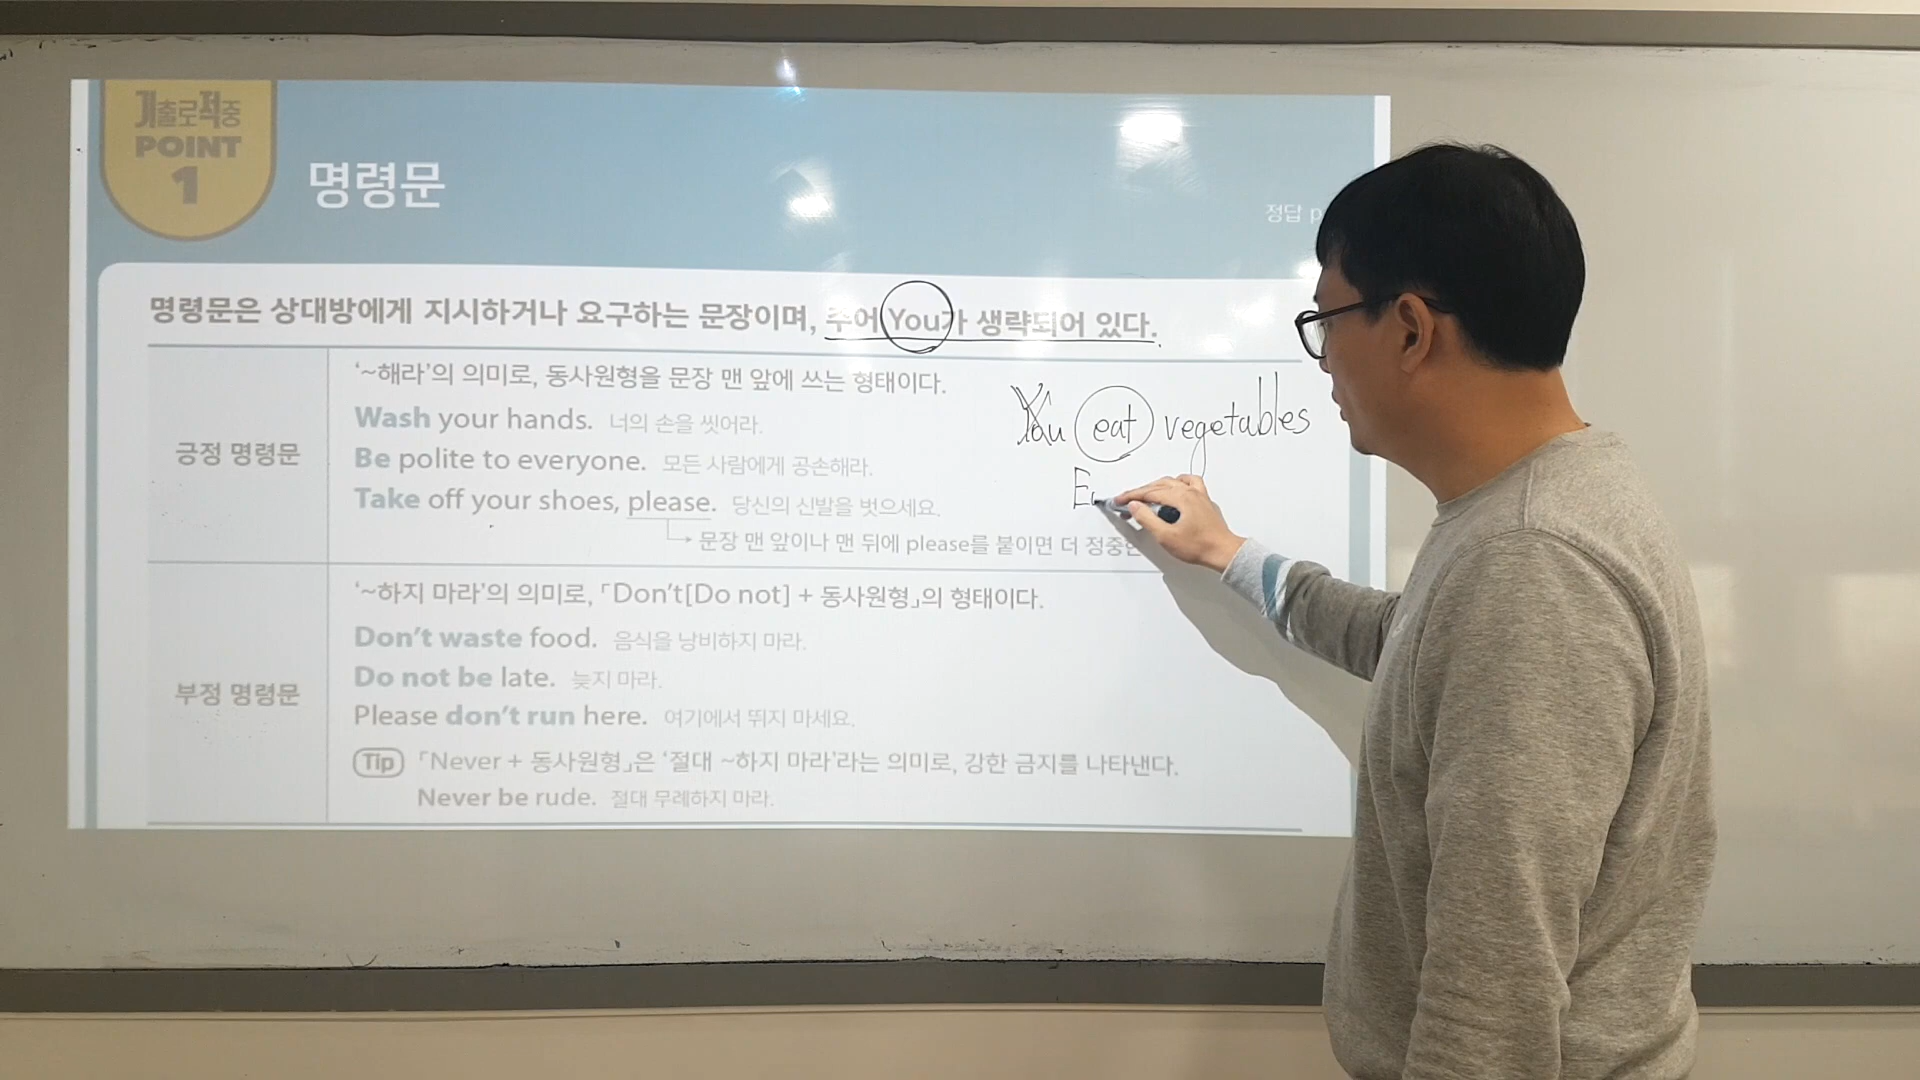 기출로적중
POINT
1
명령문
정답 p
명령문은 상대방에게 지시하거나 요구하는 문장이며, 주어 You가 생략되어 있다.
긍정 명령문
‘~해라’의 의미로, 동사원형을 문장 맨 앞에 쓰는 형태이다.
Wash your hands. 너의 손을 씻어라.
Be polite to everyone. 모든 사람에게 공손해라.
Take off your shoes, please. 당신의 신발을 벗으세요.
문장 맨 앞이나 맨 뒤에 please를 붙이면 더
You eat vegetables
부정 명령문
‘~하지 마라’의 의미로, 「Don’t[Do not] + 동사원형」의 형태이다.
Don’t waste food. 음식을 낭비하지 마라.
Do not be late. 늦지 마라.
Please don’t run here. 여기에서 뛰지 마세요.
Tip 「Never + 동사원형」은 ‘절대 ~하지 마라’라는 의미로, 강한 금지를 나타낸다.
Never be rude. 절대 무례하지 마라.